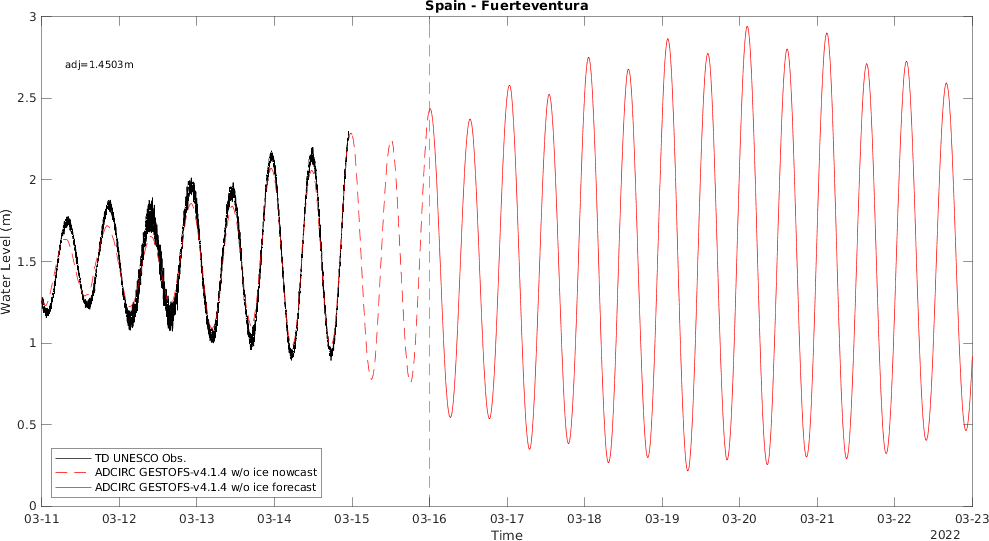 Spain - Fuerteventura
adj=1.4503m
3
2.5
2
1.5
1
0.5
0
Water Level (m)
TD UNESCO Obs.
ADCIRC GESTOFS-v4.1.4 w/o ice nowcast
ADCIRC GESTOFS-v4.1.4 w/o ice forecast
03-11 03-12 03-13 03-14 03-15 03-16 03-17 03-18 03-19 03-20 03-21 03-22 03-23
Time
2022